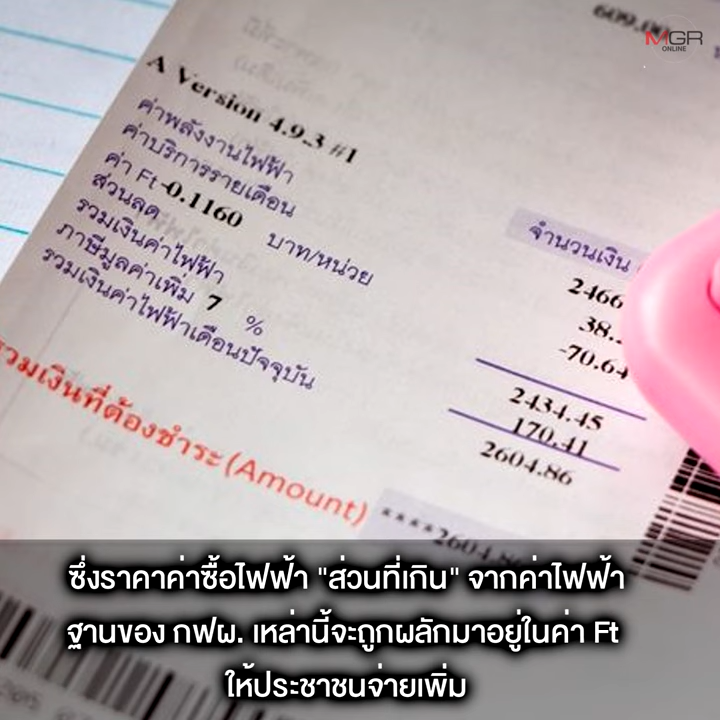 609.00
MGR
ONLINE
A Version 4.9.3 #1
ค่าพลังงานไฟฟ้า
ค่าบริการรายเดือน
ค่า Ft -0.1160 บาท/หน่วย
ส่วนลด
รวมเงินค่าไฟฟ้า
ภาษีมูลค่าเพิ่ม 7 %
รวมเงินค่าไฟฟ้าเดือนปัจจุบัน
จำนวนเงิน
2466
38.
-70.64
2434.45
170.41
2604.86
รวมเงินที่ต้องชำระ (Amount)
****2604.8
ซึ่งราคาค่าซื้อไฟฟ้า "ส่วนที่เกิน" จากค่าไฟฟ้า
ฐานของ กฟผ. เหล่านี้จะถูกผลักมาอยู่ในค่า Ft
ให้ประชาชนจ่ายเพิ่ม